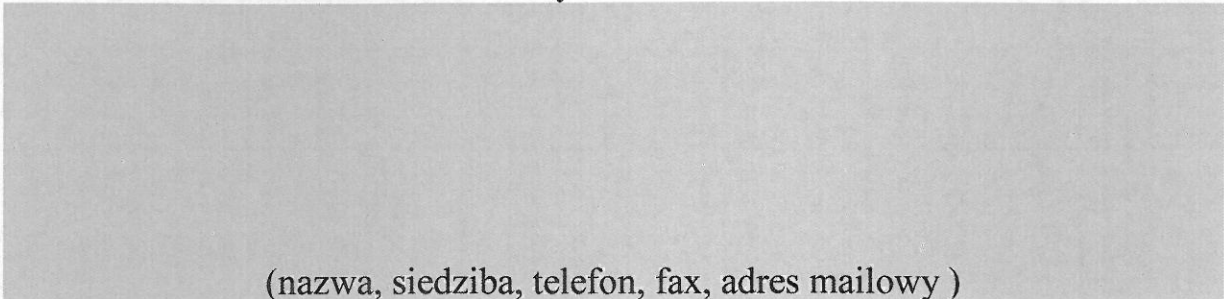 (nazwa, siedziba, telefon, fax, adres mailowy )